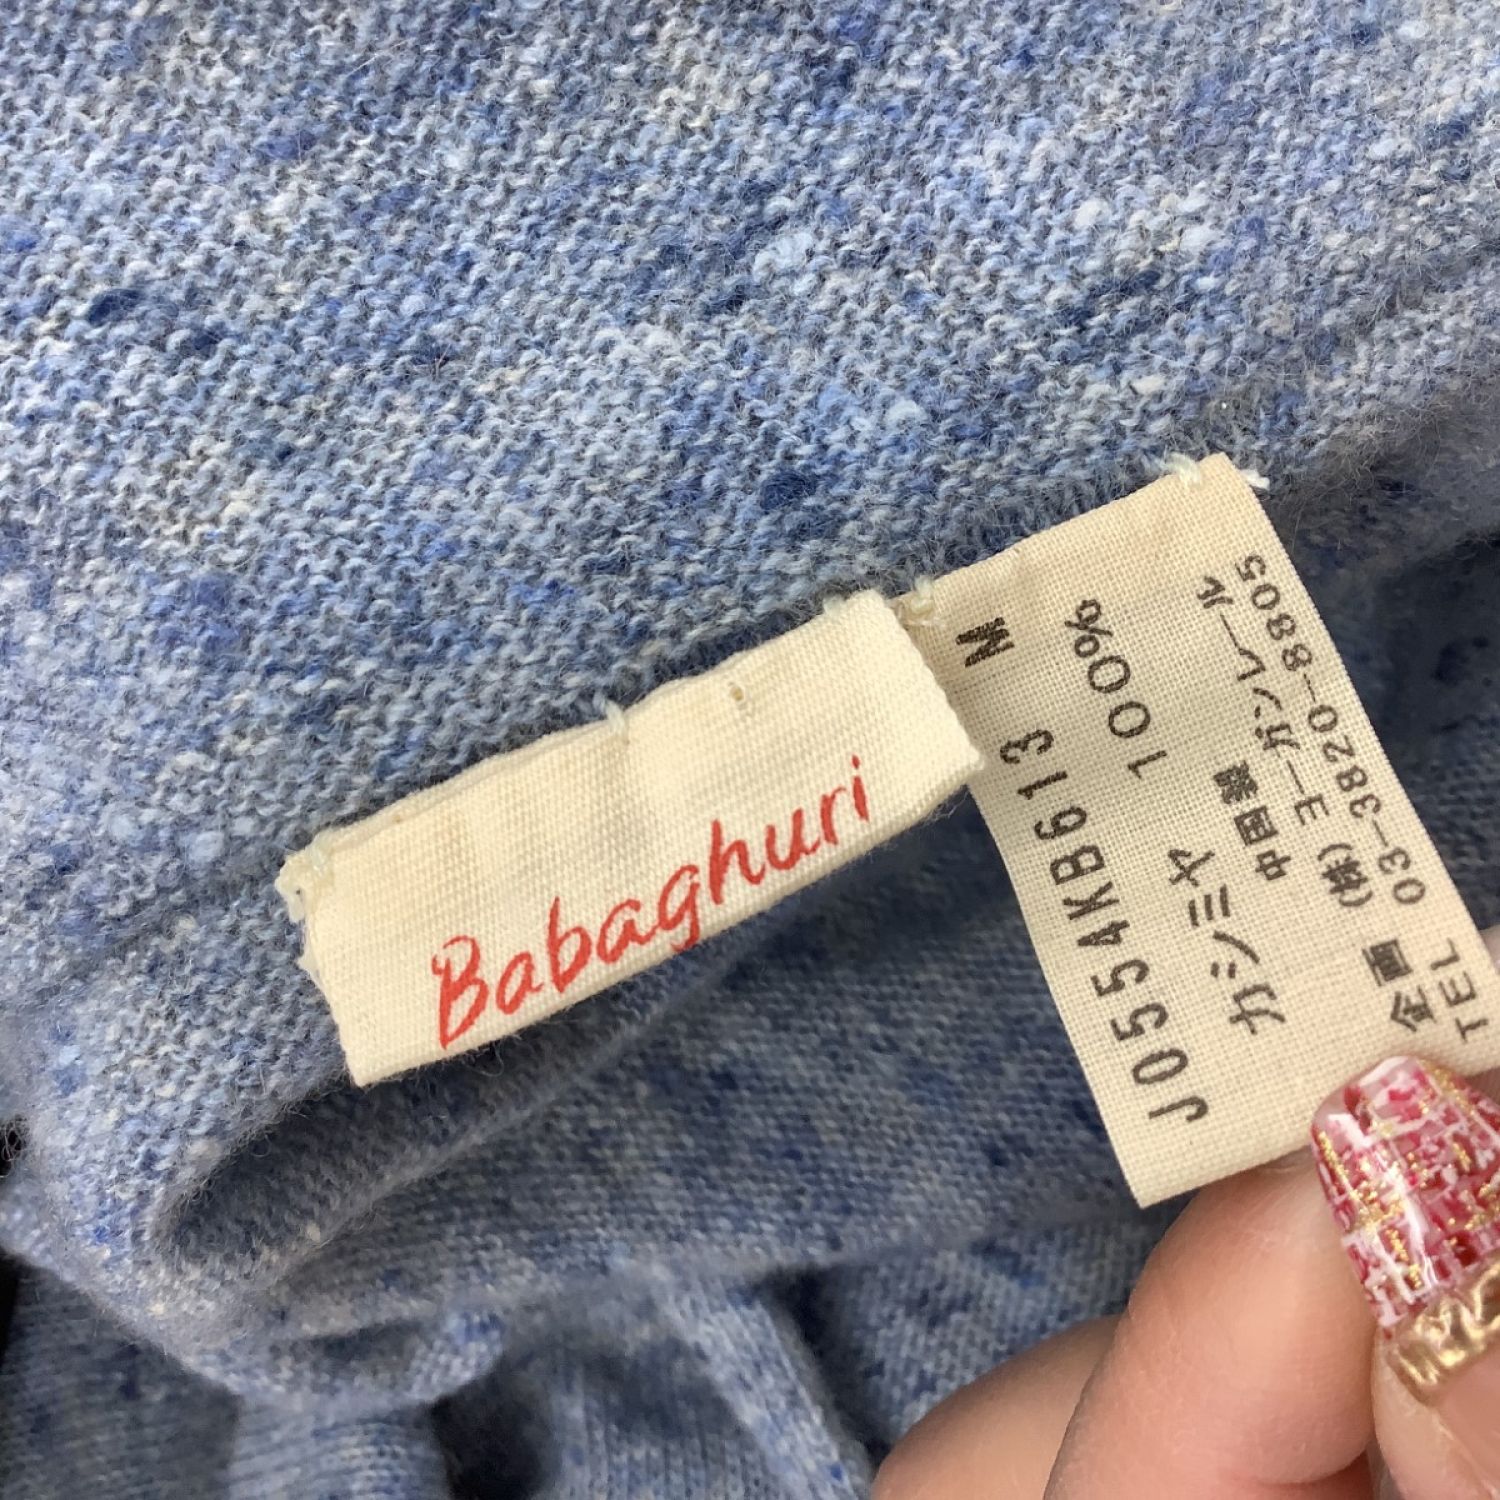 Babaghuri
J0554KB613 M
カシミヤ 100%
中国製
企画 (株) ヨーガンレール
TEL 03-3820-8805